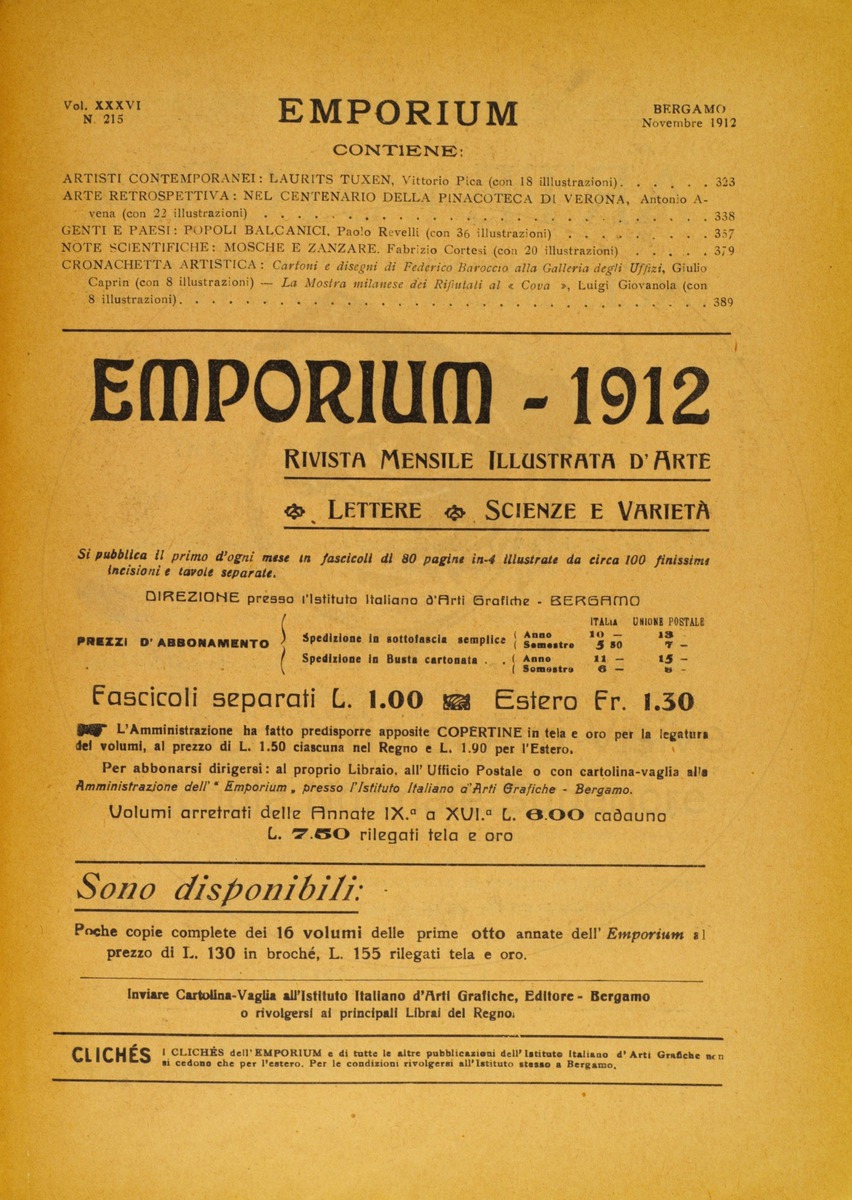 Vol. XXXVI
N. 215
EMPORIUM
BERGAMO
Novembre 1912
CONTIENE:
ARTISTI CONTEMPORANEI: LAURITS TUXEN, Vittorio Pica (con 18 illlustrazioni). . . . . . 323
ARTE RETROSPETTIVA: NEL CENTENARIO DELLA PINACOTECA DI VERONA, Antonio A-
vena (con 22 illustrazioni) . . . . . . . . . . . . . . . . . . . . . . . . . . 338
GENTI E PAESI: POPOLI BALCANICI, Paolo Revelli (con 36 illustrazioni) . . . . . . . . . 357
NOTE SCIENTIFICHE: MOSCHE E ZANZARE. Fabrizio Cortesi (con 20 illustrazioni) . . . . . 379
CRONACHETTA ARTISTICA: Cartoni e disegni di Federico Baroccio alla Galleria degli Uffizi, Giulio
Caprin (con 8 illustrazioni) — La Mostra milanese dei Rifiutati al « Cova », Luigi Giovanola (con
8 illustrazioni). . . . . . . . . . . . . . . . . . . . . . . . . . . . . . . . 389
EMPORIUM - 1912
RIVISTA MENSILE ILLUSTRATA D'ARTE
LETTERE SCIENZE E VARIETÀ
Si pubblica il primo d'ogni mese in fascicoli di 80 pagine in-4 illustrate da circa 100 finissime
incisioni e tavole separate.
DIREZIONE presso l'Istituto Italiano d'Arti Grafiche - BERGAMO
ITALIA UNIONE POSTALE
PREZZI D'ABBONAMENTO
Spedizione in sottofascia semplice ( Anno 10 — 13 —
( Semestre 5 50 7 —
Spedizione in Busta cartonata . . ( Anno 11 — 15 —
( Semestre 6 — 8 —
Fascicoli separati L. 1.00 Estero Fr. 1.30
☛ L'Amministrazione ha fatto predisporre apposite COPERTINE in tela e oro per la legatura
dei volumi, al prezzo di L. 1.50 ciascuna nel Regno e L. 1.90 per l'Estero.
Per abbonarsi dirigersi: al proprio Libraio, all'Ufficio Postale o con cartolina-vaglia alla
Amministrazione dell'" Emporium „ presso l'Istituto Italiano d'Arti Grafiche - Bergamo.
Volumi arretrati delle Annate IX.ª a XVI.ª L. 6.00 cadauno
L. 7.50 rilegati tela e oro
Sono disponibili:
Poche copie complete dei 16 volumi delle prime otto annate dell'Emporium al
prezzo di L. 130 in broché, L. 155 rilegati tela e oro.
Inviare Cartolina-Vaglia all'Istituto Italiano d'Arti Grafiche, Editore - Bergamo
o rivolgersi ai principali Librai del Regno.
CLICHÉS
I CLICHÉS dell'EMPORIUM e di tutte le altre pubblicazioni dell'Istituto Italiano d'Arti Grafiche non
si cedono che per l'estero. Per le condizioni rivolgersi all'Istituto stesso a Bergamo.